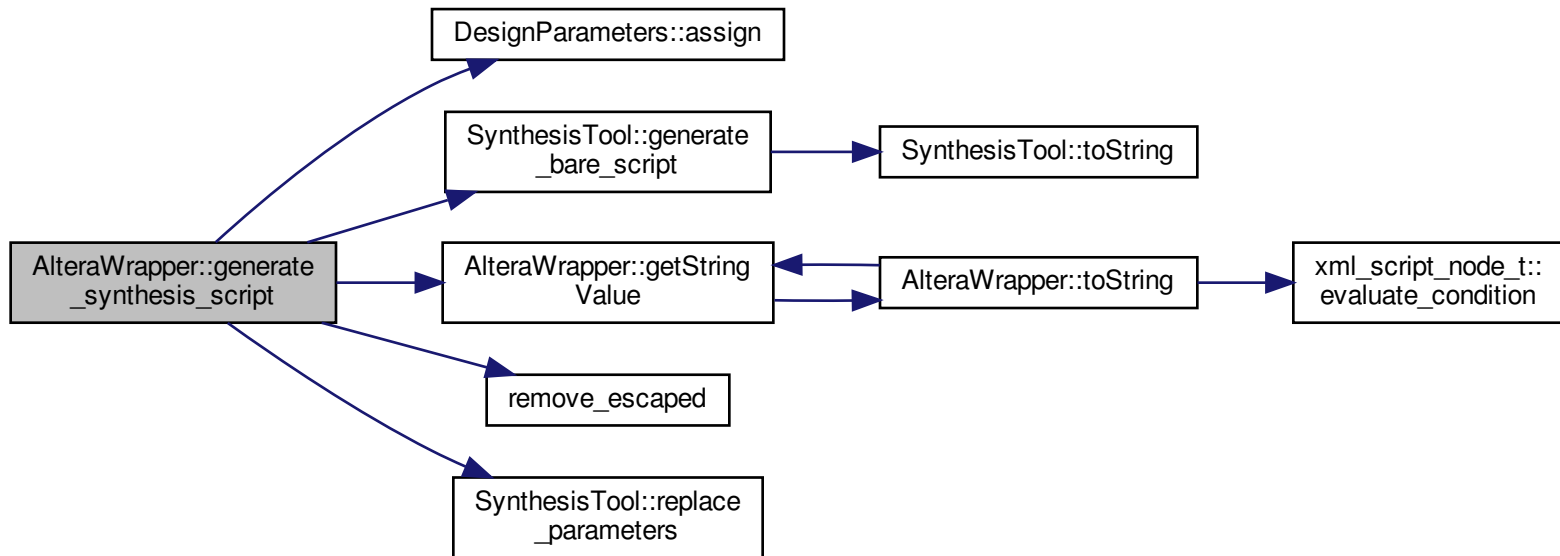 DesignParameters::assign
SynthesisTool::generate
_bare_script
SynthesisTool::toString
AlteraWrapper::generate
_synthesis_script
AlteraWrapper::getString
Value
AlteraWrapper::toString
xml_script_node_t::
evaluate_condition
remove_escaped
SynthesisTool::replace
_parameters